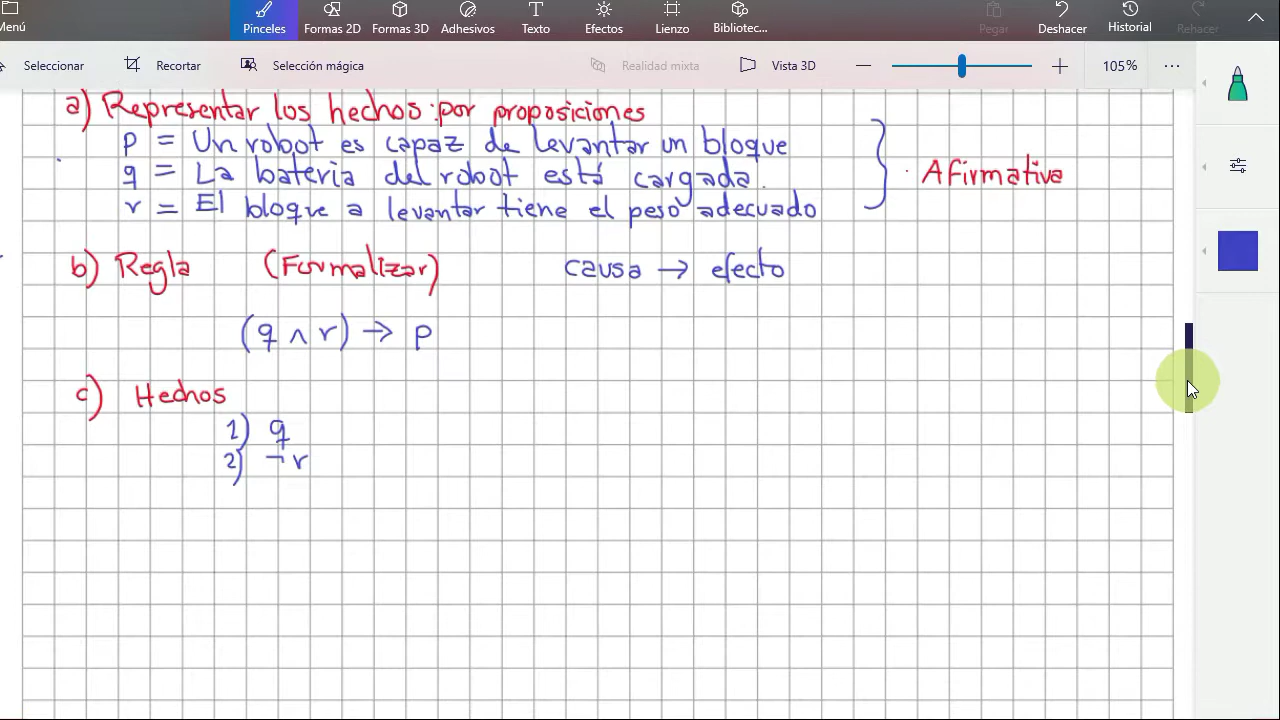 Menú
Pinceles
Formas 2D
Formas 3D
Adhesivos
Texto
Efectos
Lienzo
Bibliotec...
Pegar
Deshacer
Historial
Rehacer
Seleccionar
Recortar
Selección mágica
Realidad mixta
Vista 3D
105%
a) Representar los hechos por proposiciones
p = Un robot es capaz de levantar un bloque
q = La bateria del robot está cargada.
r = El bloque a levantar tiene el peso adecuado
Afirmativa
b) Regla (Formalizar) causa → efecto
(q ∧ r) → p
c) Hechos
1) q
2) ¬r